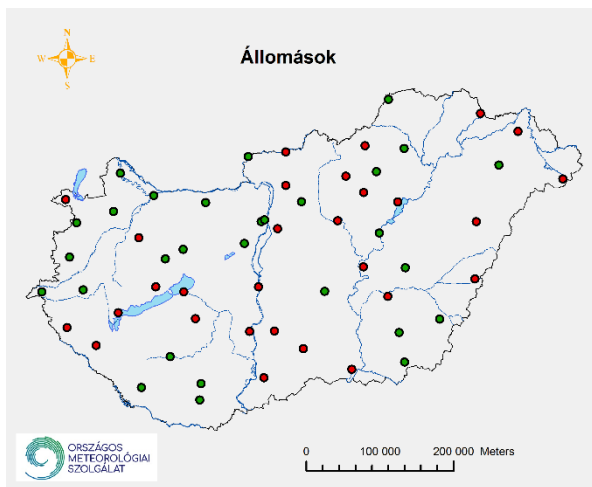 N
W E
S
Állomások
ORSZÁGOS
METEOROLÓGIAI
SZOLGÁLAT
0 100 000 200 000 Meters